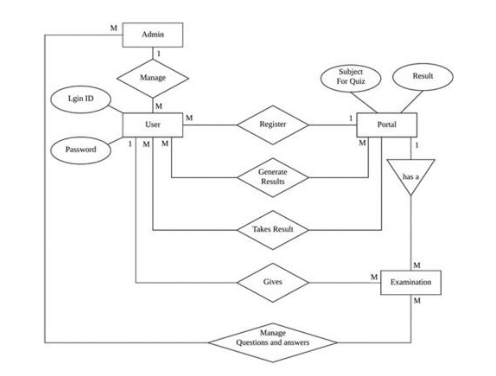 M
Admin
1
Manage
M
Subject
For Quiz
Result
Lgin ID
User
M
Register
1
Portal
Password
1
M
M
M
1
Generate
Results
has a
Takes Result
M
Gives
M
Examination
M
Manage
Questions and answers